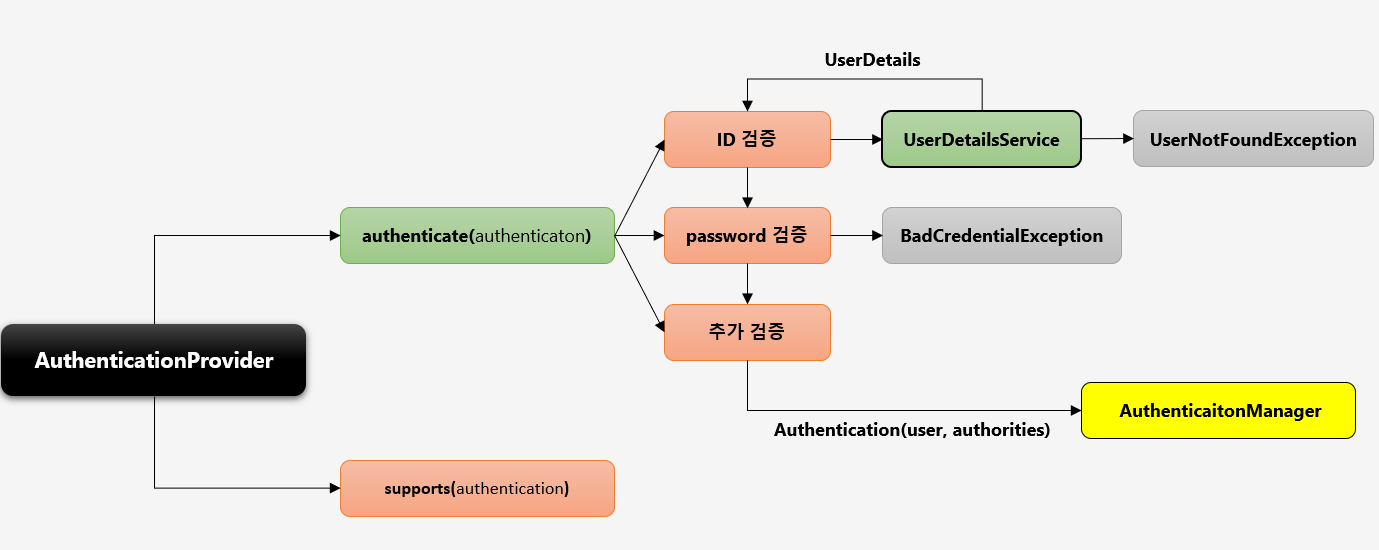 UserDetails
ID 검증
UserDetailsService
UserNotFoundException
authenticate(authenticaton)
password 검증
BadCredentialException
추가 검증
AuthenticationProvider
AuthenticaitonManager
Authentication(user, authorities)
supports(authentication)